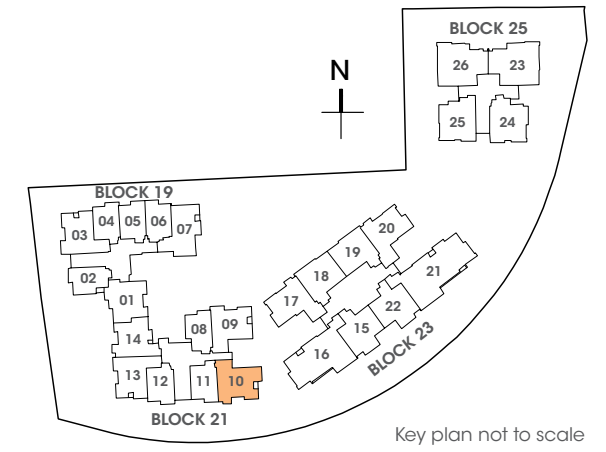 BLOCK 25
26 23
25 24
N
BLOCK 19
03 04 05 06 07
02
01
14
13 12 11 10
08 09
BLOCK 21
17 18 19 20
16 15 22 21
BLOCK 23
Key plan not to scale